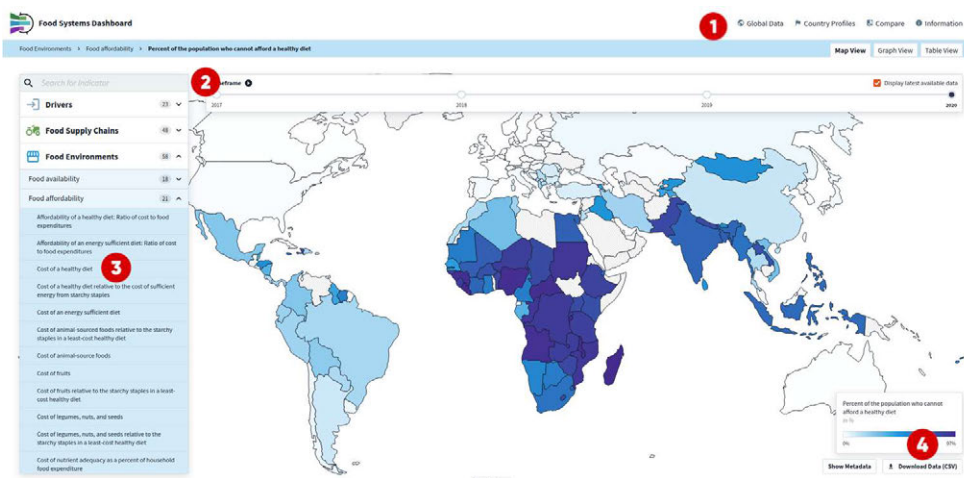 Food Systems Dashboard
1
Global Data
Country Profiles
Compare
Information
Food Environments > Food affordability > Percent of the population who cannot afford a healthy diet
Map View
Graph View
Table View
Search for Indicator
2
Display latest available data
2017
2018
2019
2020
Drivers 23
Food Supply Chains 48
Food Environments 56
Food availability 18
Food affordability 21
Affordability of a healthy diet: Ratio of cost to food
expenditures
Affordability of an energy sufficient diet: Ratio of cost
to food expenditures
Cost of a healthy diet
3
Cost of a healthy diet relative to the cost of sufficient
energy from starchy staples
Cost of an energy sufficient diet
Cost of animal-sourced foods relative to the starchy
staples in a least-cost healthy diet
Cost of animal-source foods
Cost of fruits
Cost of fruits relative to the starchy staples in a least-
cost healthy diet
Cost of legumes, nuts, and seeds
Cost of legumes, nuts, and seeds relative to the
starchy staples in a least-cost healthy diet
Cost of nutrient adequacy as a percent of household
food expenditure
Percent of the population who cannot
afford a healthy diet
in %
0%
97%
4
Show Metadata
Download Data (CSV)